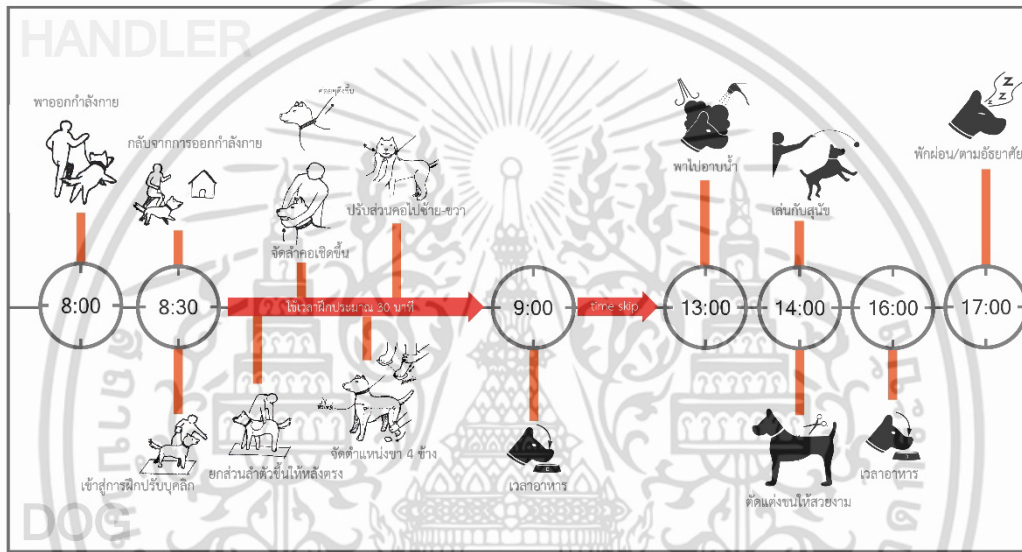 HANDLER
พาออกกำลังกาย
กลับจากการออกกำลังกาย
จัดลำคอเชิดขึ้น
ปรับส่วนคอไปซ้าย-ขวา
พาไปอาบน้ำ
เล่นกับสุนัข
Z
Z
Z
พักผ่อน/ตามอัธยาศัย
8:00
8:30
ใช้เวลาฝึกประมาณ 30 นาที
9:00
time skip
13:00
14:00
16:00
17:00
เข้าสู่การฝึกปรับบุคลิก
ยกส่วนลำตัวขึ้นให้หลังตรง
จัดตำแหน่งขา 4 ข้าง
เวลาอาหาร
ตัดแต่งขนให้สวยงาม
เวลาอาหาร
DOG